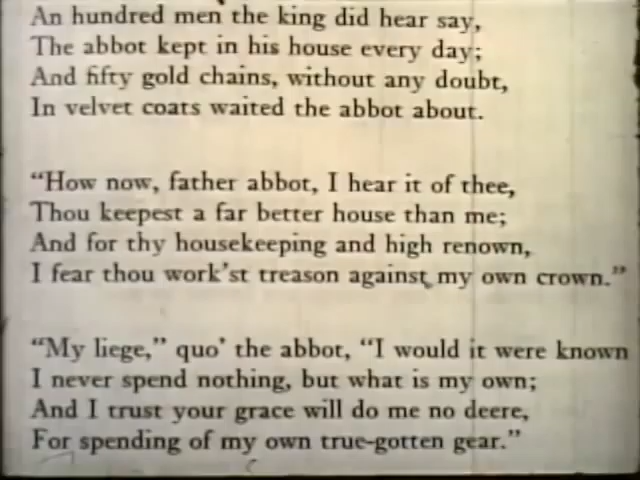 An hundred men the king did hear say,
The abbot kept in his house every day;
And fifty gold chains, without any doubt,
In velvet coats waited the abbot about.
“How now, father abbot, I hear it of thee,
Thou keepest a far better house than me;
And for thy housekeeping and high renown,
I fear thou work’st treason against my own crown.”
“My liege,” quo’ the abbot, “I would it were known
I never spend nothing, but what is my own;
And I trust your grace will do me no deere,
For spending of my own true-gotten gear.”